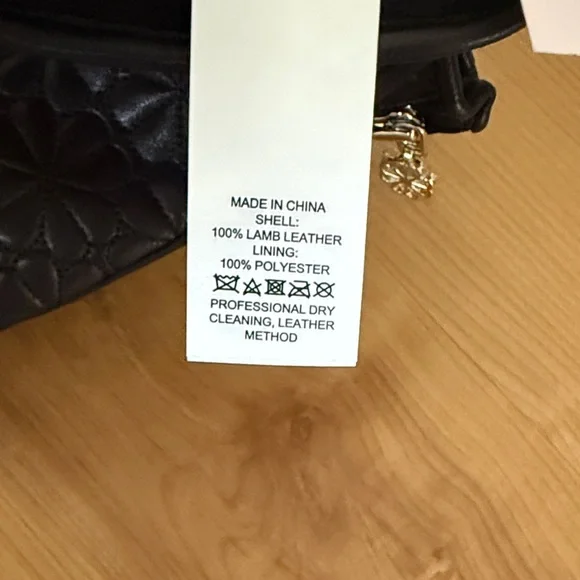 MADE IN CHINA
SHELL:
100% LAMB LEATHER
LINING:
100% POLYESTER
PROFESSIONAL DRY
CLEANING, LEATHER
METHOD